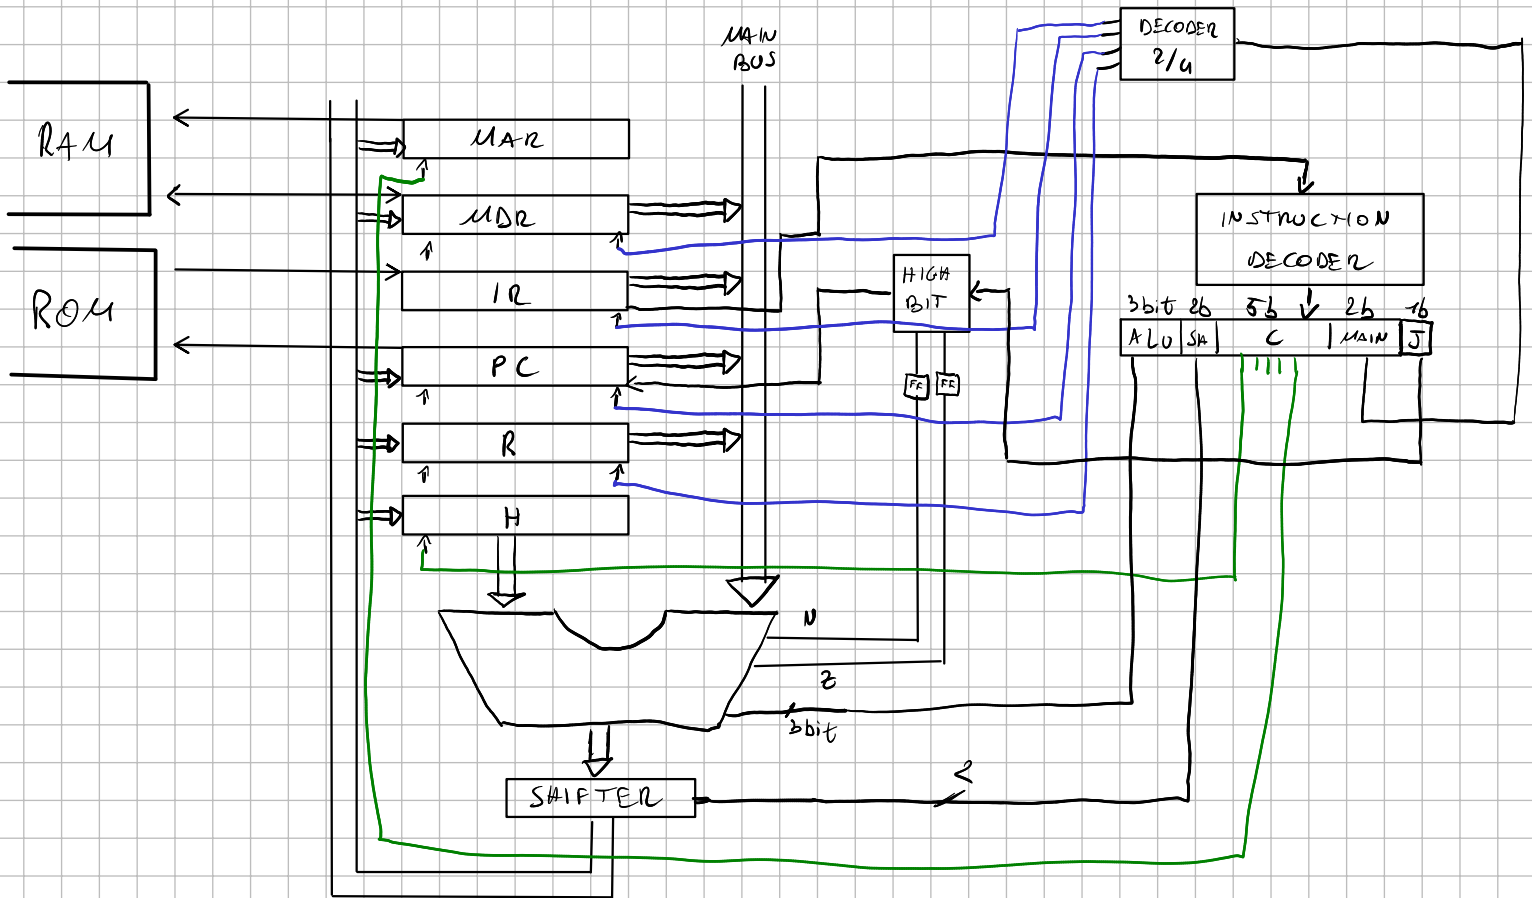 MAIN
BUS
DECODER
2/4
RAM
MAR
MDR
INSTRUCTION
DECODER
HIGH
BIT
IR
ROM
3bit 2b 5b 2b 1b
ALU SH C MAIN J
PC
FF FF
R
H
N
Z
3bit
SHIFTER
2